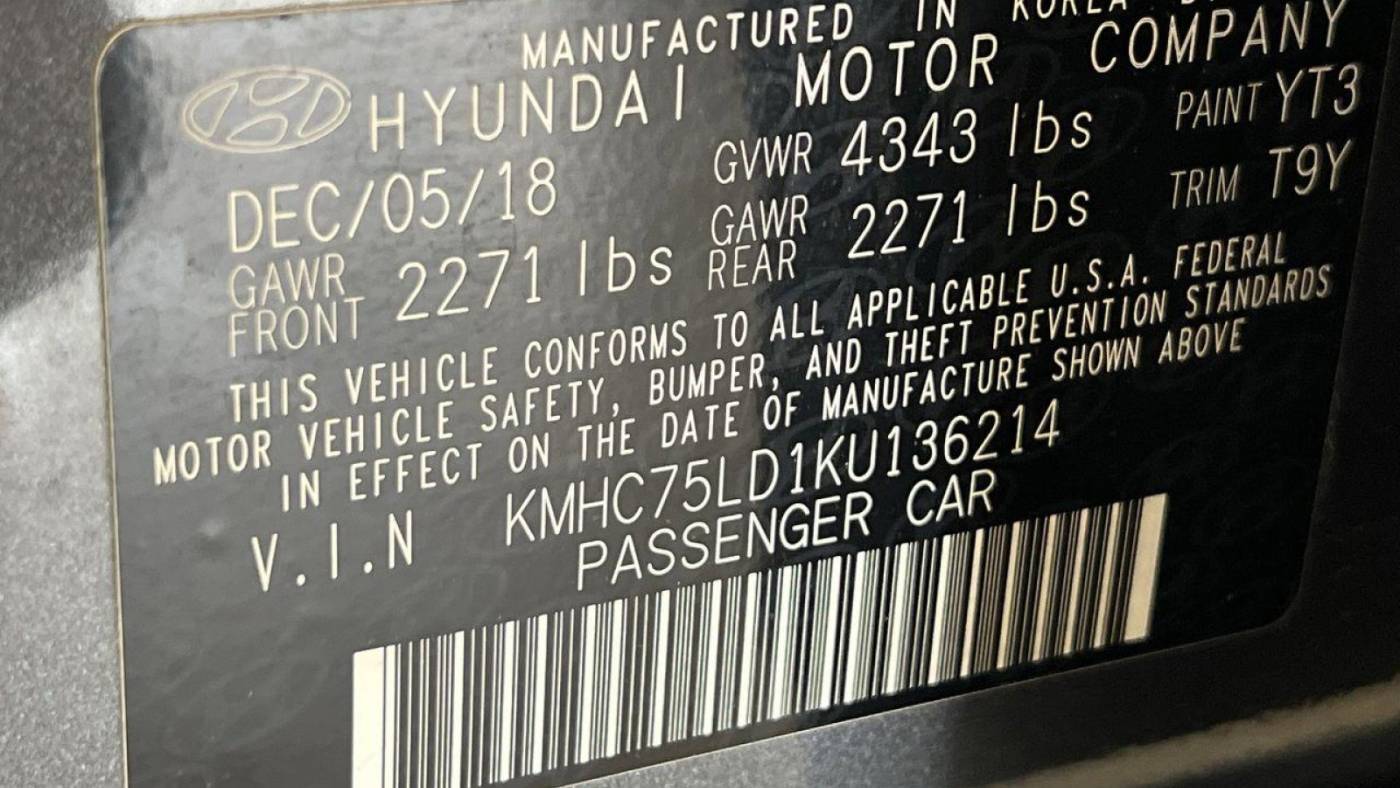 MANUFACTURED IN KOREA
HYUNDAI MOTOR COMPANY
DEC/05/18 GVWR 4343 lbs PAINT YT3
GAWR FRONT 2271 lbs GAWR REAR 2271 lbs TRIM T9Y
THIS VEHICLE CONFORMS TO ALL APPLICABLE U.S.A. FEDERAL
MOTOR VEHICLE SAFETY, BUMPER, AND THEFT PREVENTION STANDARDS
IN EFFECT ON THE DATE OF MANUFACTURE SHOWN ABOVE
V.I.N KMHC75LD1KU136214
PASSENGER CAR